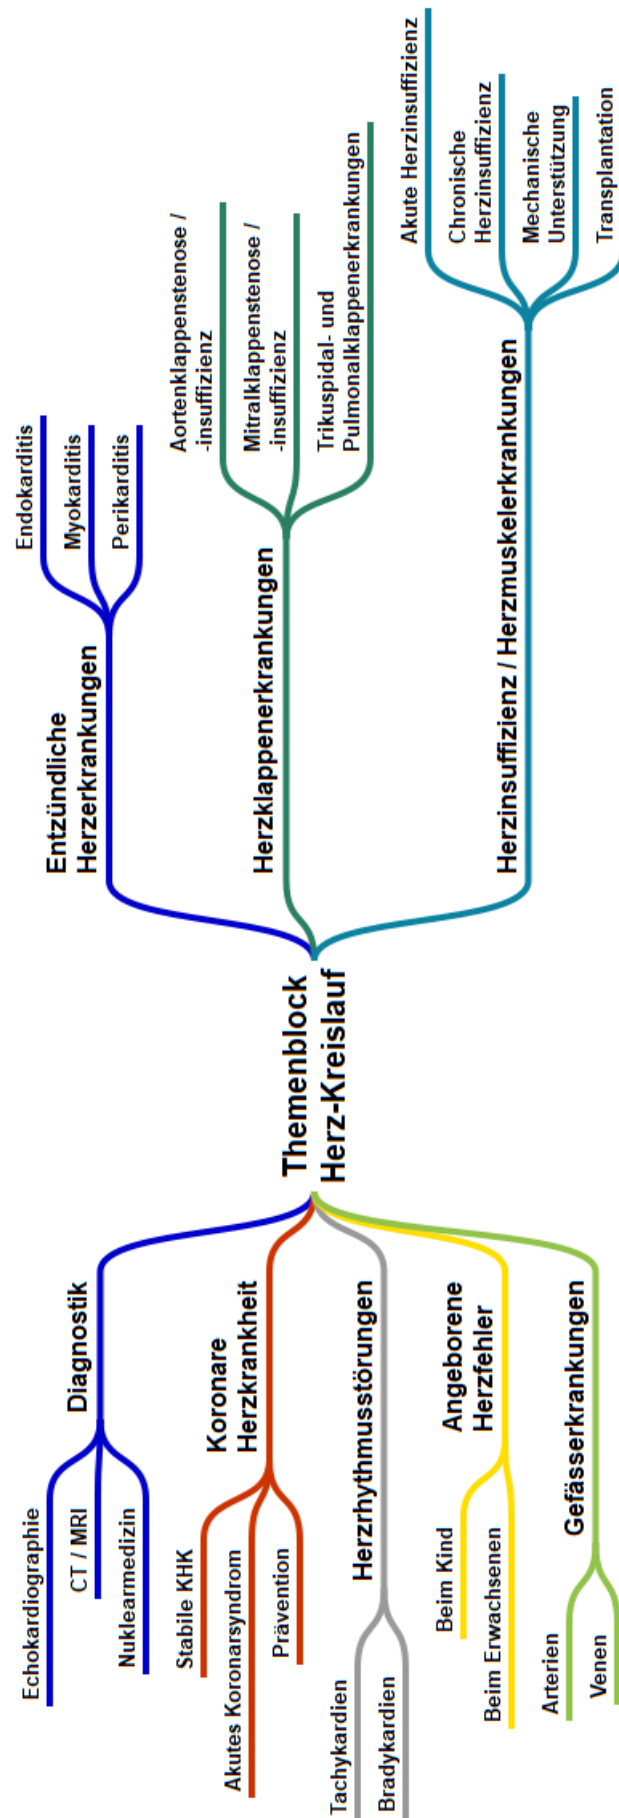 Themenblock
Herz-Kreislauf
Diagnostik
Echokardiographie
CT / MRI
Nuklearmedizin
Koronare
Herzkrankheit
Stabile KHK
Akutes Koronarsyndrom
Prävention
Herzrhythmusstörungen
Tachykardien
Bradykardien
Angeborene
Herzfehler
Beim Kind
Beim Erwachsenen
Gefässerkrankungen
Arterien
Venen
Entzündliche
Herzerkrankungen
Endokarditis
Myokarditis
Perikarditis
Herzklappenerkrankungen
Aortenklappenstenose /
-insuffizienz
Mitralklappenstenose /
-insuffizienz
Trikuspidal- und
Pulmonalklappenerkrankungen
Herzinsuffizienz / Herzmuskelerkrankungen
Akute Herzinsuffizienz
Chronische
Herzinsuffizienz
Mechanische
Unterstützung
Transplantation